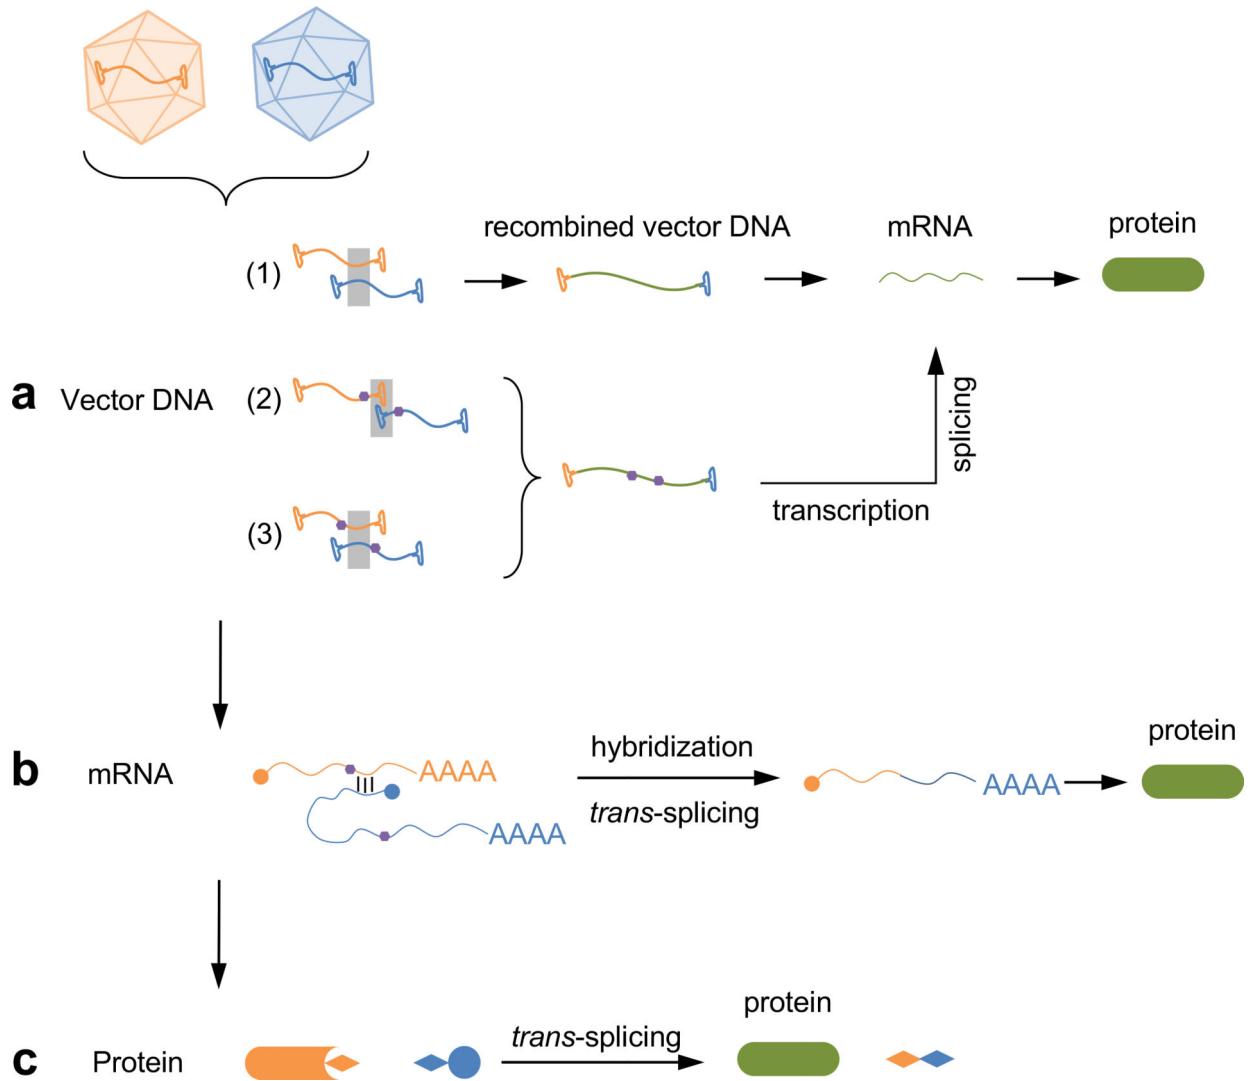 recombined vector DNA
mRNA
protein
(1)
a
Vector DNA
(2)
splicing
transcription
(3)
b
mRNA
AAAA
AAAA
hybridization
trans-splicing
AAAA
protein
c
Protein
trans-splicing
protein